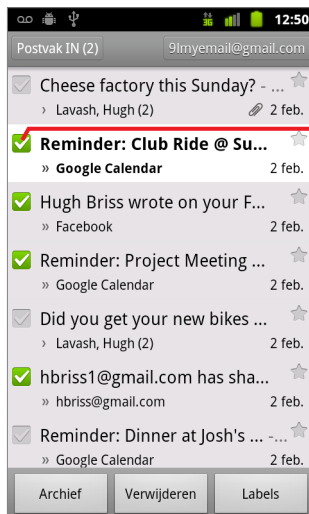 3G 12:50
Postvak IN (2) 9lmyemail@gmail.com
Cheese factory this Sunday? - ...
› Lavash, Hugh (2) 2 feb.
Reminder: Club Ride @ Su...
» Google Calendar 2 feb.
Hugh Briss wrote on your F...
» Facebook 2 feb.
Reminder: Project Meeting ...
» Google Calendar 2 feb.
Did you get your new bikes ...
› Lavash, Hugh (2) 2 feb.
hbriss1@gmail.com has sha...
» hbriss@gmail.com 2 feb.
Reminder: Dinner at Josh's ... -...
» Google Calendar 2 feb.
Archief Verwijderen Labels